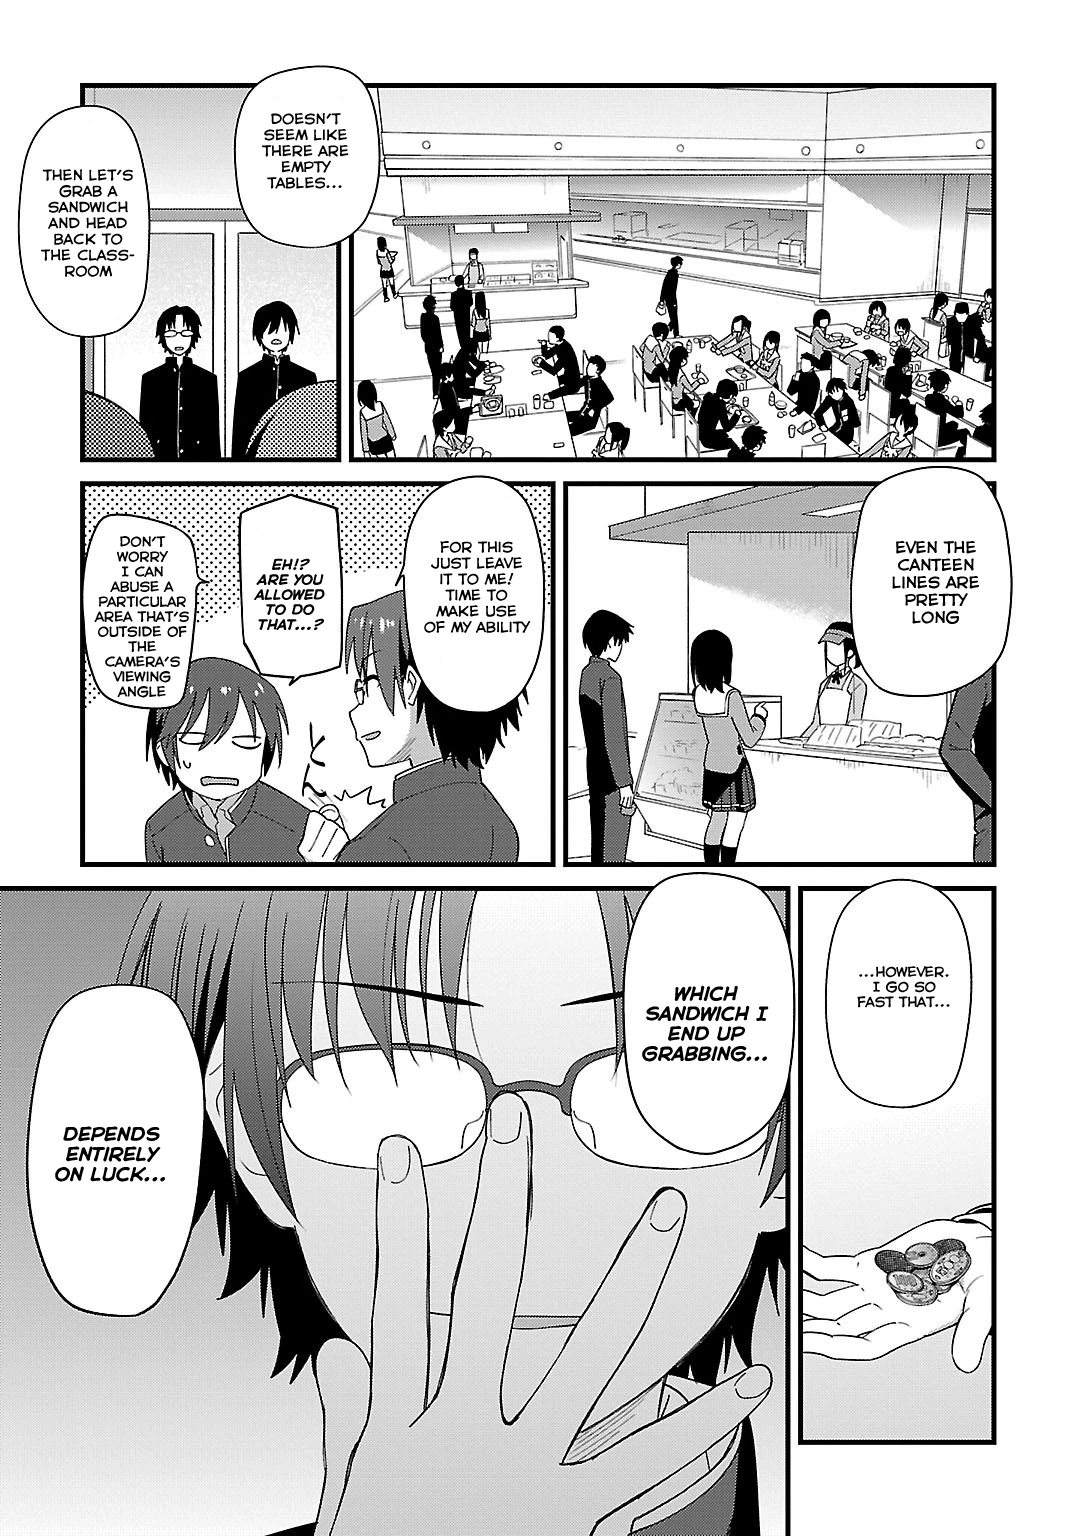 DOESN'T
SEEM LIKE
THERE ARE
EMPTY
TABLES...
THEN LET'S
GRAB A
SANDWICH
AND HEAD
BACK TO
THE CLASS-
ROOM
EVEN THE
CANTEEN
LINES ARE
PRETTY
LONG
FOR THIS
JUST LEAVE
IT TO ME!
TIME TO
MAKE USE
OF MY ABILITY
EH!?
ARE YOU
ALLOWED
TO DO
THAT...?
DON'T
WORRY
I CAN
ABUSE A
PARTICULAR
AREA THAT'S
OUTSIDE OF
THE
CAMERA'S
VIEWING
ANGLE
...HOWEVER.
I GO SO
FAST THAT...
WHICH
SANDWICH I
END UP
GRABBING...
DEPENDS
ENTIRELY
ON LUCK...